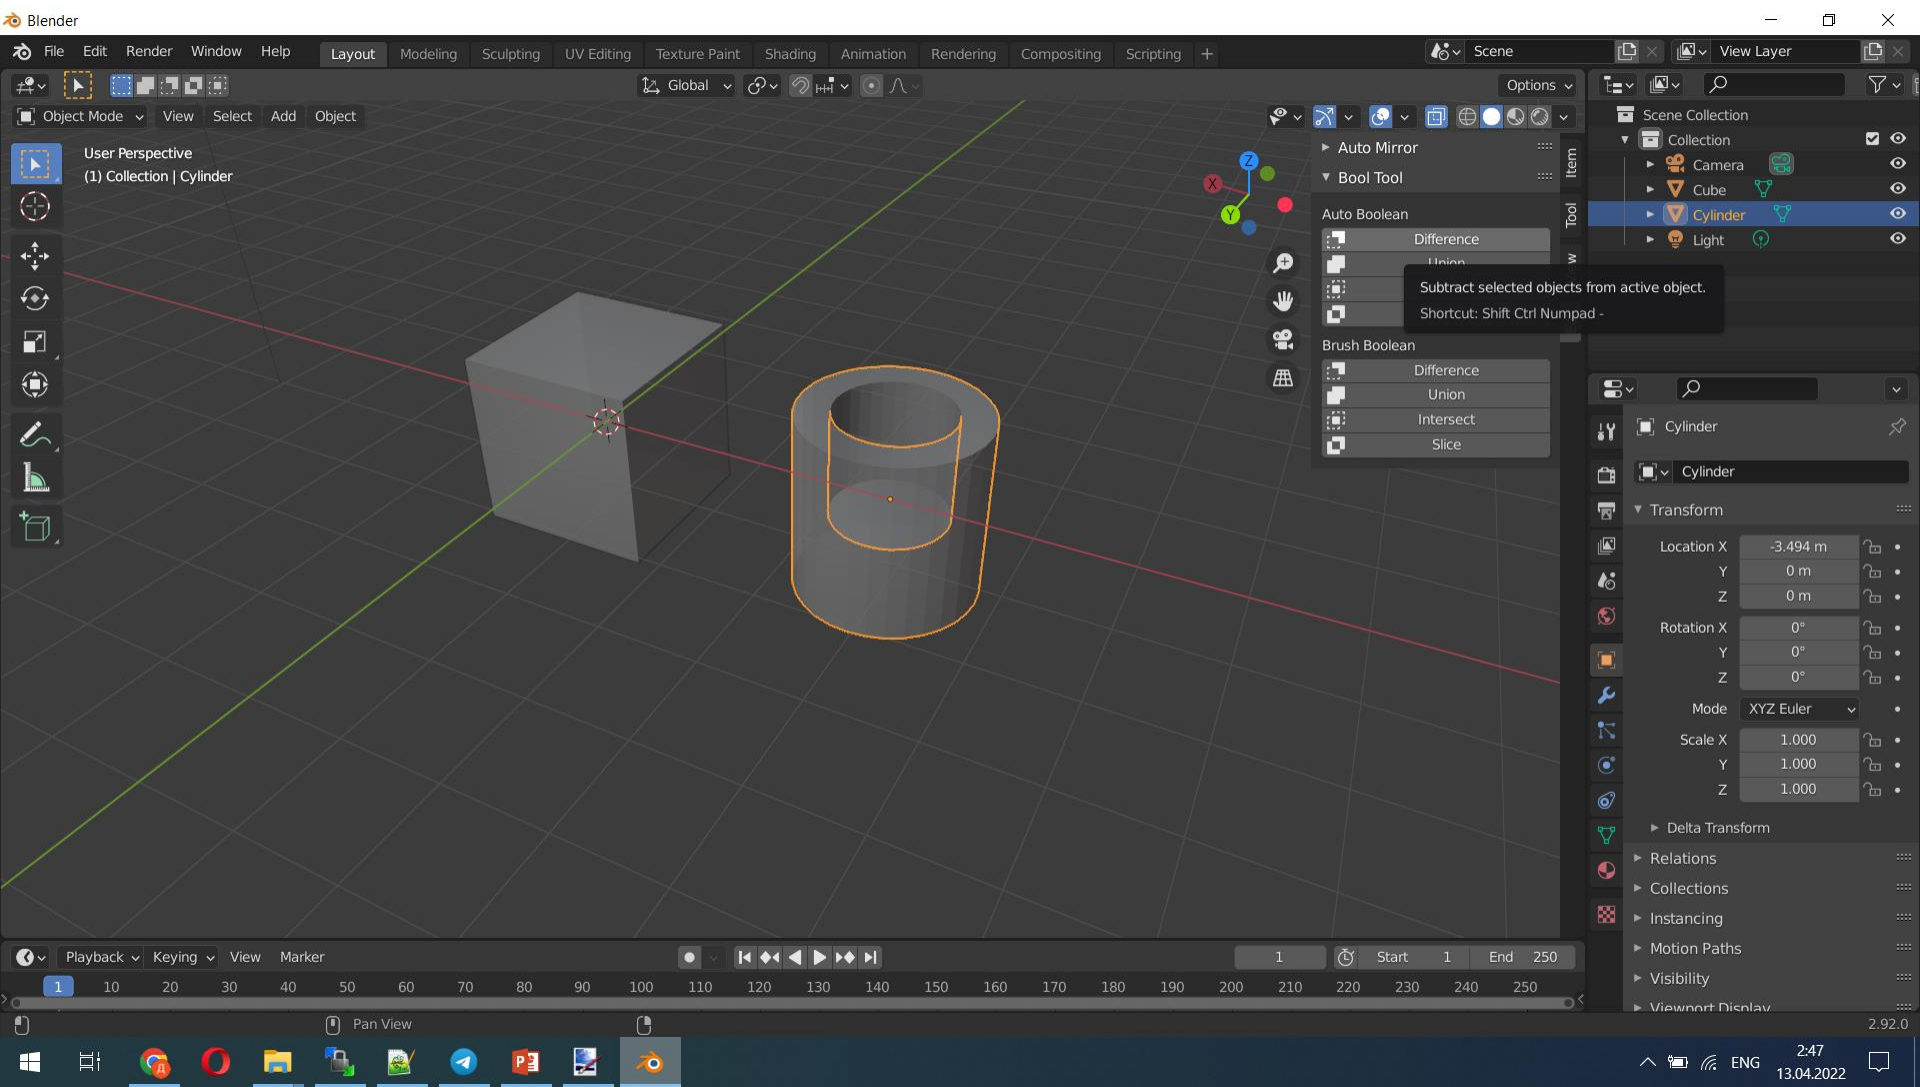 Blender
File Edit Render Window Help Layout Modeling Sculpting UV Editing Texture Paint Shading Animation Rendering Compositing Scripting + Scene View Layer
Global Options
Object Mode View Select Add Object
User Perspective
(1) Collection | Cylinder
Z
X
Y
Auto Mirror
Bool Tool
Auto Boolean
Difference
Union
Subtract selected objects from active object.
Shortcut: Shift Ctrl Numpad -
Brush Boolean
Difference
Union
Intersect
Slice
Item
Tool
Scene Collection
Collection
Camera
Cube
Cylinder
Light
Cylinder
Cylinder
Transform
Location X -3.494 m
Y 0 m
Z 0 m
Rotation X 0°
Y 0°
Z 0°
Mode XYZ Euler
Scale X 1.000
Y 1.000
Z 1.000
Delta Transform
Relations
Collections
Instancing
Motion Paths
Visibility
Viewport Display
Playback Keying View Marker 1 Start 1 End 250
1 10 20 30 40 50 60 70 80 90 100 110 120 130 140 150 160 170 180 190 200 210 220 230 240 250
Pan View 2.92.0
ENG
2:47
13.04.2022